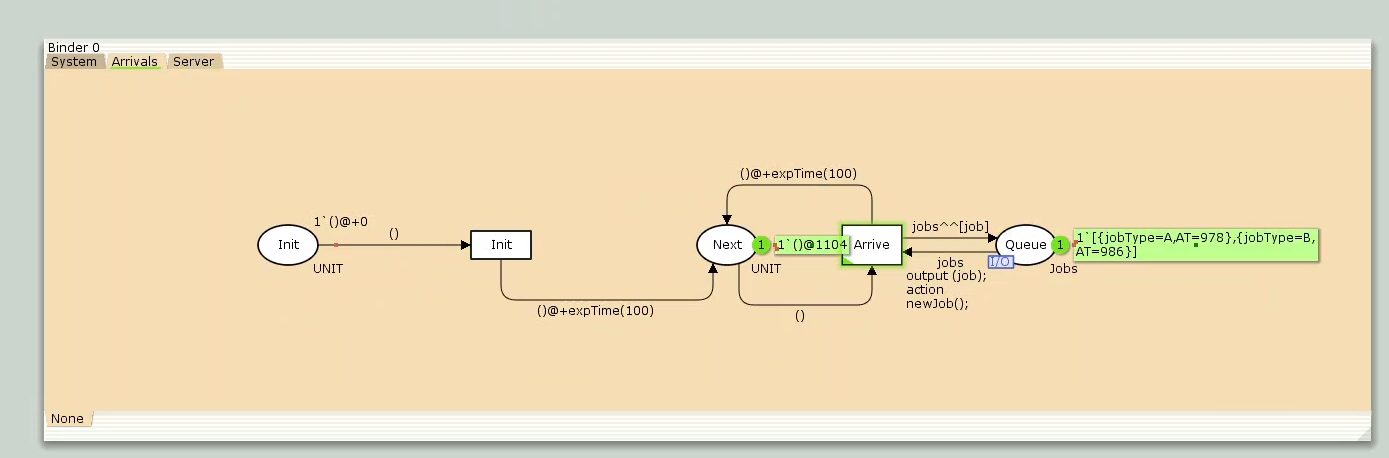 Binder 0
System Arrivals Server
()@+expTime(100)
1`()@+0
()
Init
UNIT
Init
()@+expTime(100)
Next
1
1`()@1104
UNIT
Arrive
()
jobs^^[job]
jobs
output (job);
action
newJob();
Queue
I/O
Jobs
1
1`[{jobType=A,AT=978},{jobType=B,
AT=986}]
None